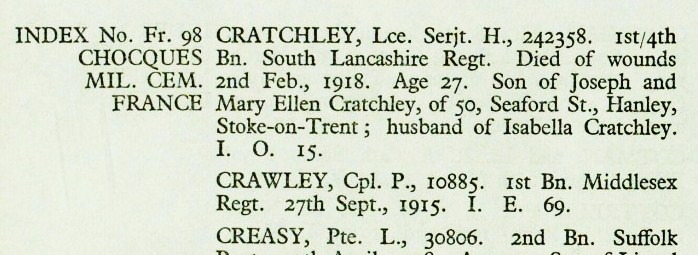 INDEX No. Fr. 98 CRATCHLEY, Lce. Serjt. H., 242358. 1st/4th
CHOCQUES Bn. South Lancashire Regt. Died of wounds
MIL. CEM. 2nd Feb., 1918. Age 27. Son of Joseph and
FRANCE Mary Ellen Cratchley, of 50, Seaford St., Hanley,
Stoke-on-Trent; husband of Isabella Cratchley.
I. O. 15.
CRAWLEY, Cpl. P., 10885. 1st Bn. Middlesex
Regt. 27th Sept., 1915. I. E. 69.
CREASY, Pte. L., 30806. 2nd Bn. Suffolk